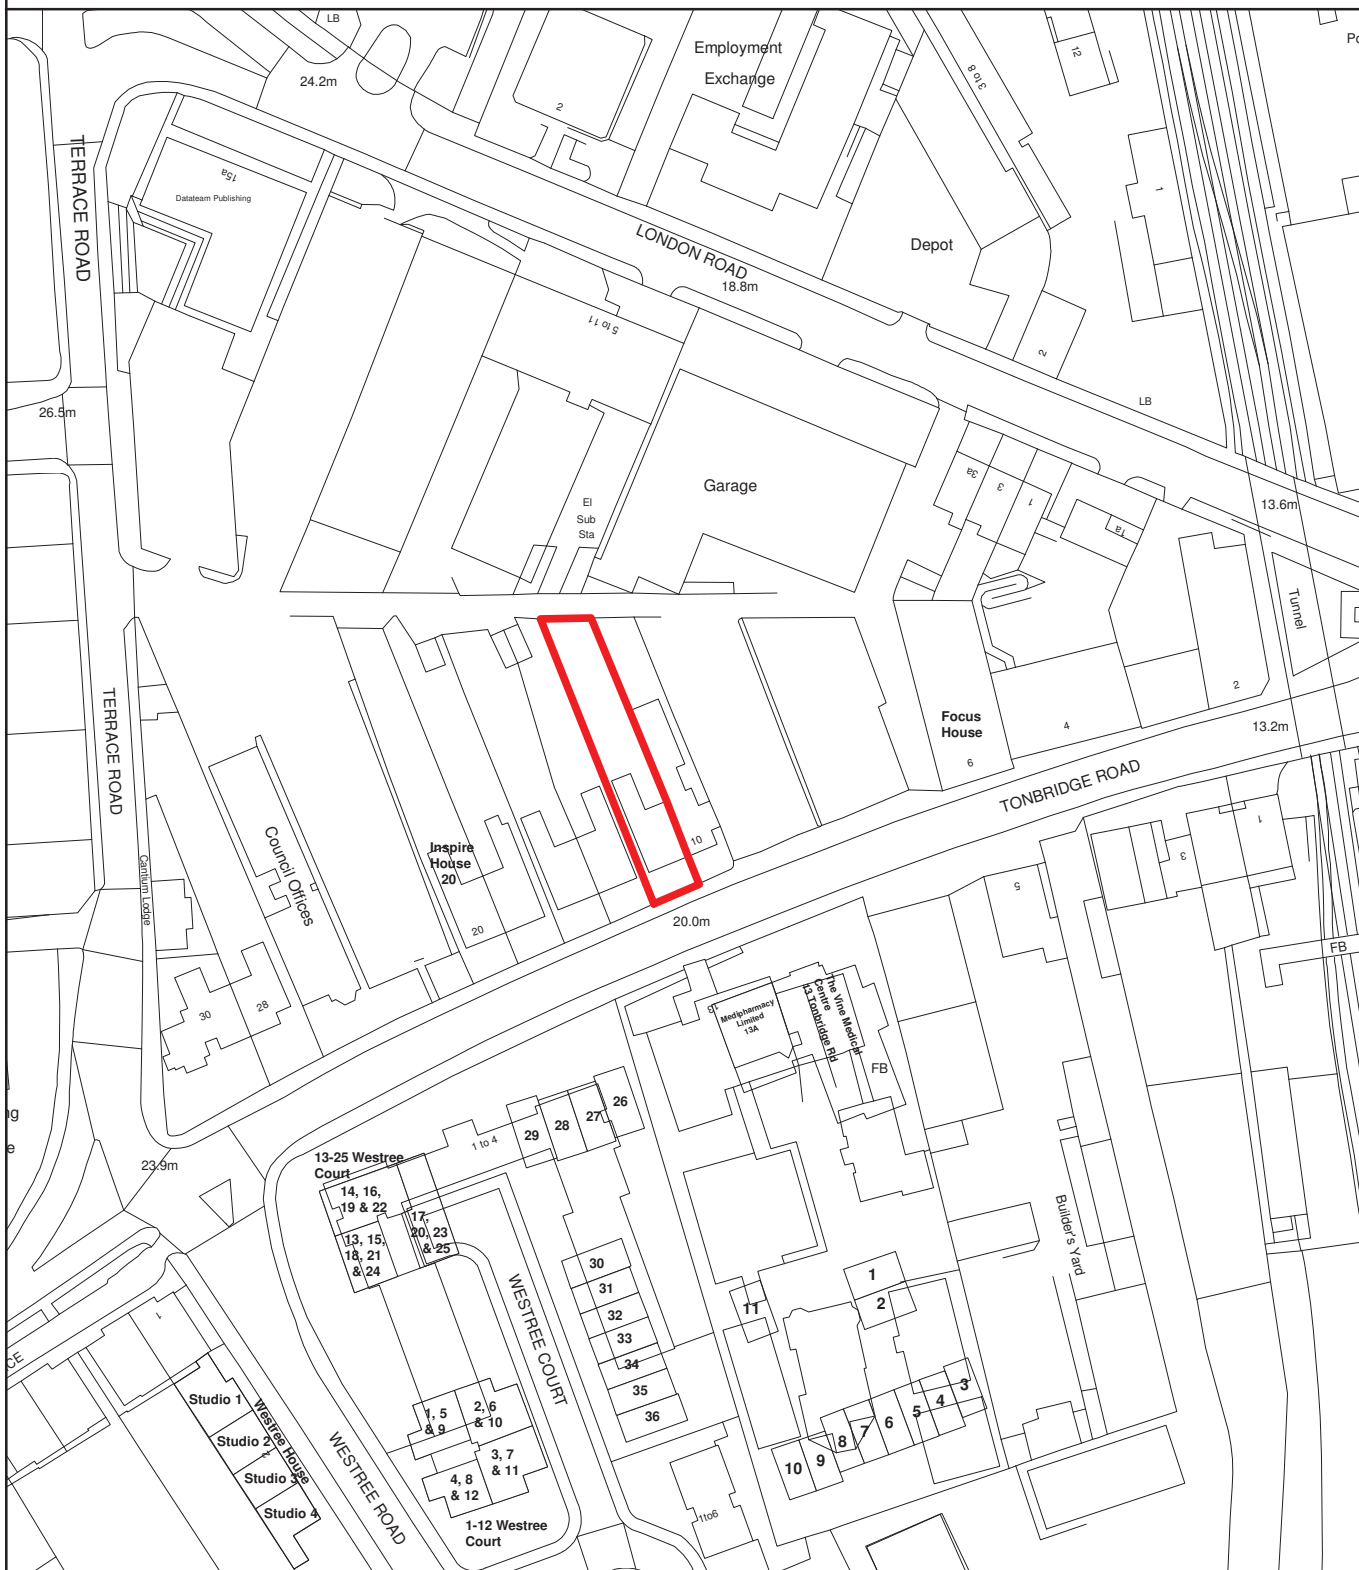 LB
24.2m
Employment
Exchange
2
3 to 8
12
TERRACE ROAD
15a
Datateam Publishing
1
LONDON ROAD
18.8m
Depot
5 to 11
2
LB
26.5m
Garage
El
Sub
Sta
3a
3
1
1a
13.6m
Tunnel
TERRACE ROAD
Focus
House
6
4
2
13.2m
TONBRIDGE ROAD
Cantium Lodge
Council Offices
Inspire
House
20
20
10
20.0m
1
3
5
FB
30
28
13
Medipharmacy
Limited
13A
The Vine Medical
Centre
13 Tonbridge Rd
FB
23.9m
1 to 4
29
28
27
26
13-25 Westree
Court
14, 16,
19 & 22
17,
20, 23
& 25
13, 15,
18, 21
& 24
WESTREE COURT
30
31
32
33
34
35
36
11
1
2
3
4
5
6
7
8
9
10
Builder's Yard
1
Studio 1
Studio 2
2
Studio 3
Studio 4
Westree House
WESTREE ROAD
1, 5
& 9
2, 6
& 10
3, 7
& 11
4, 8
& 12
1-12 Westree
Court
1to6